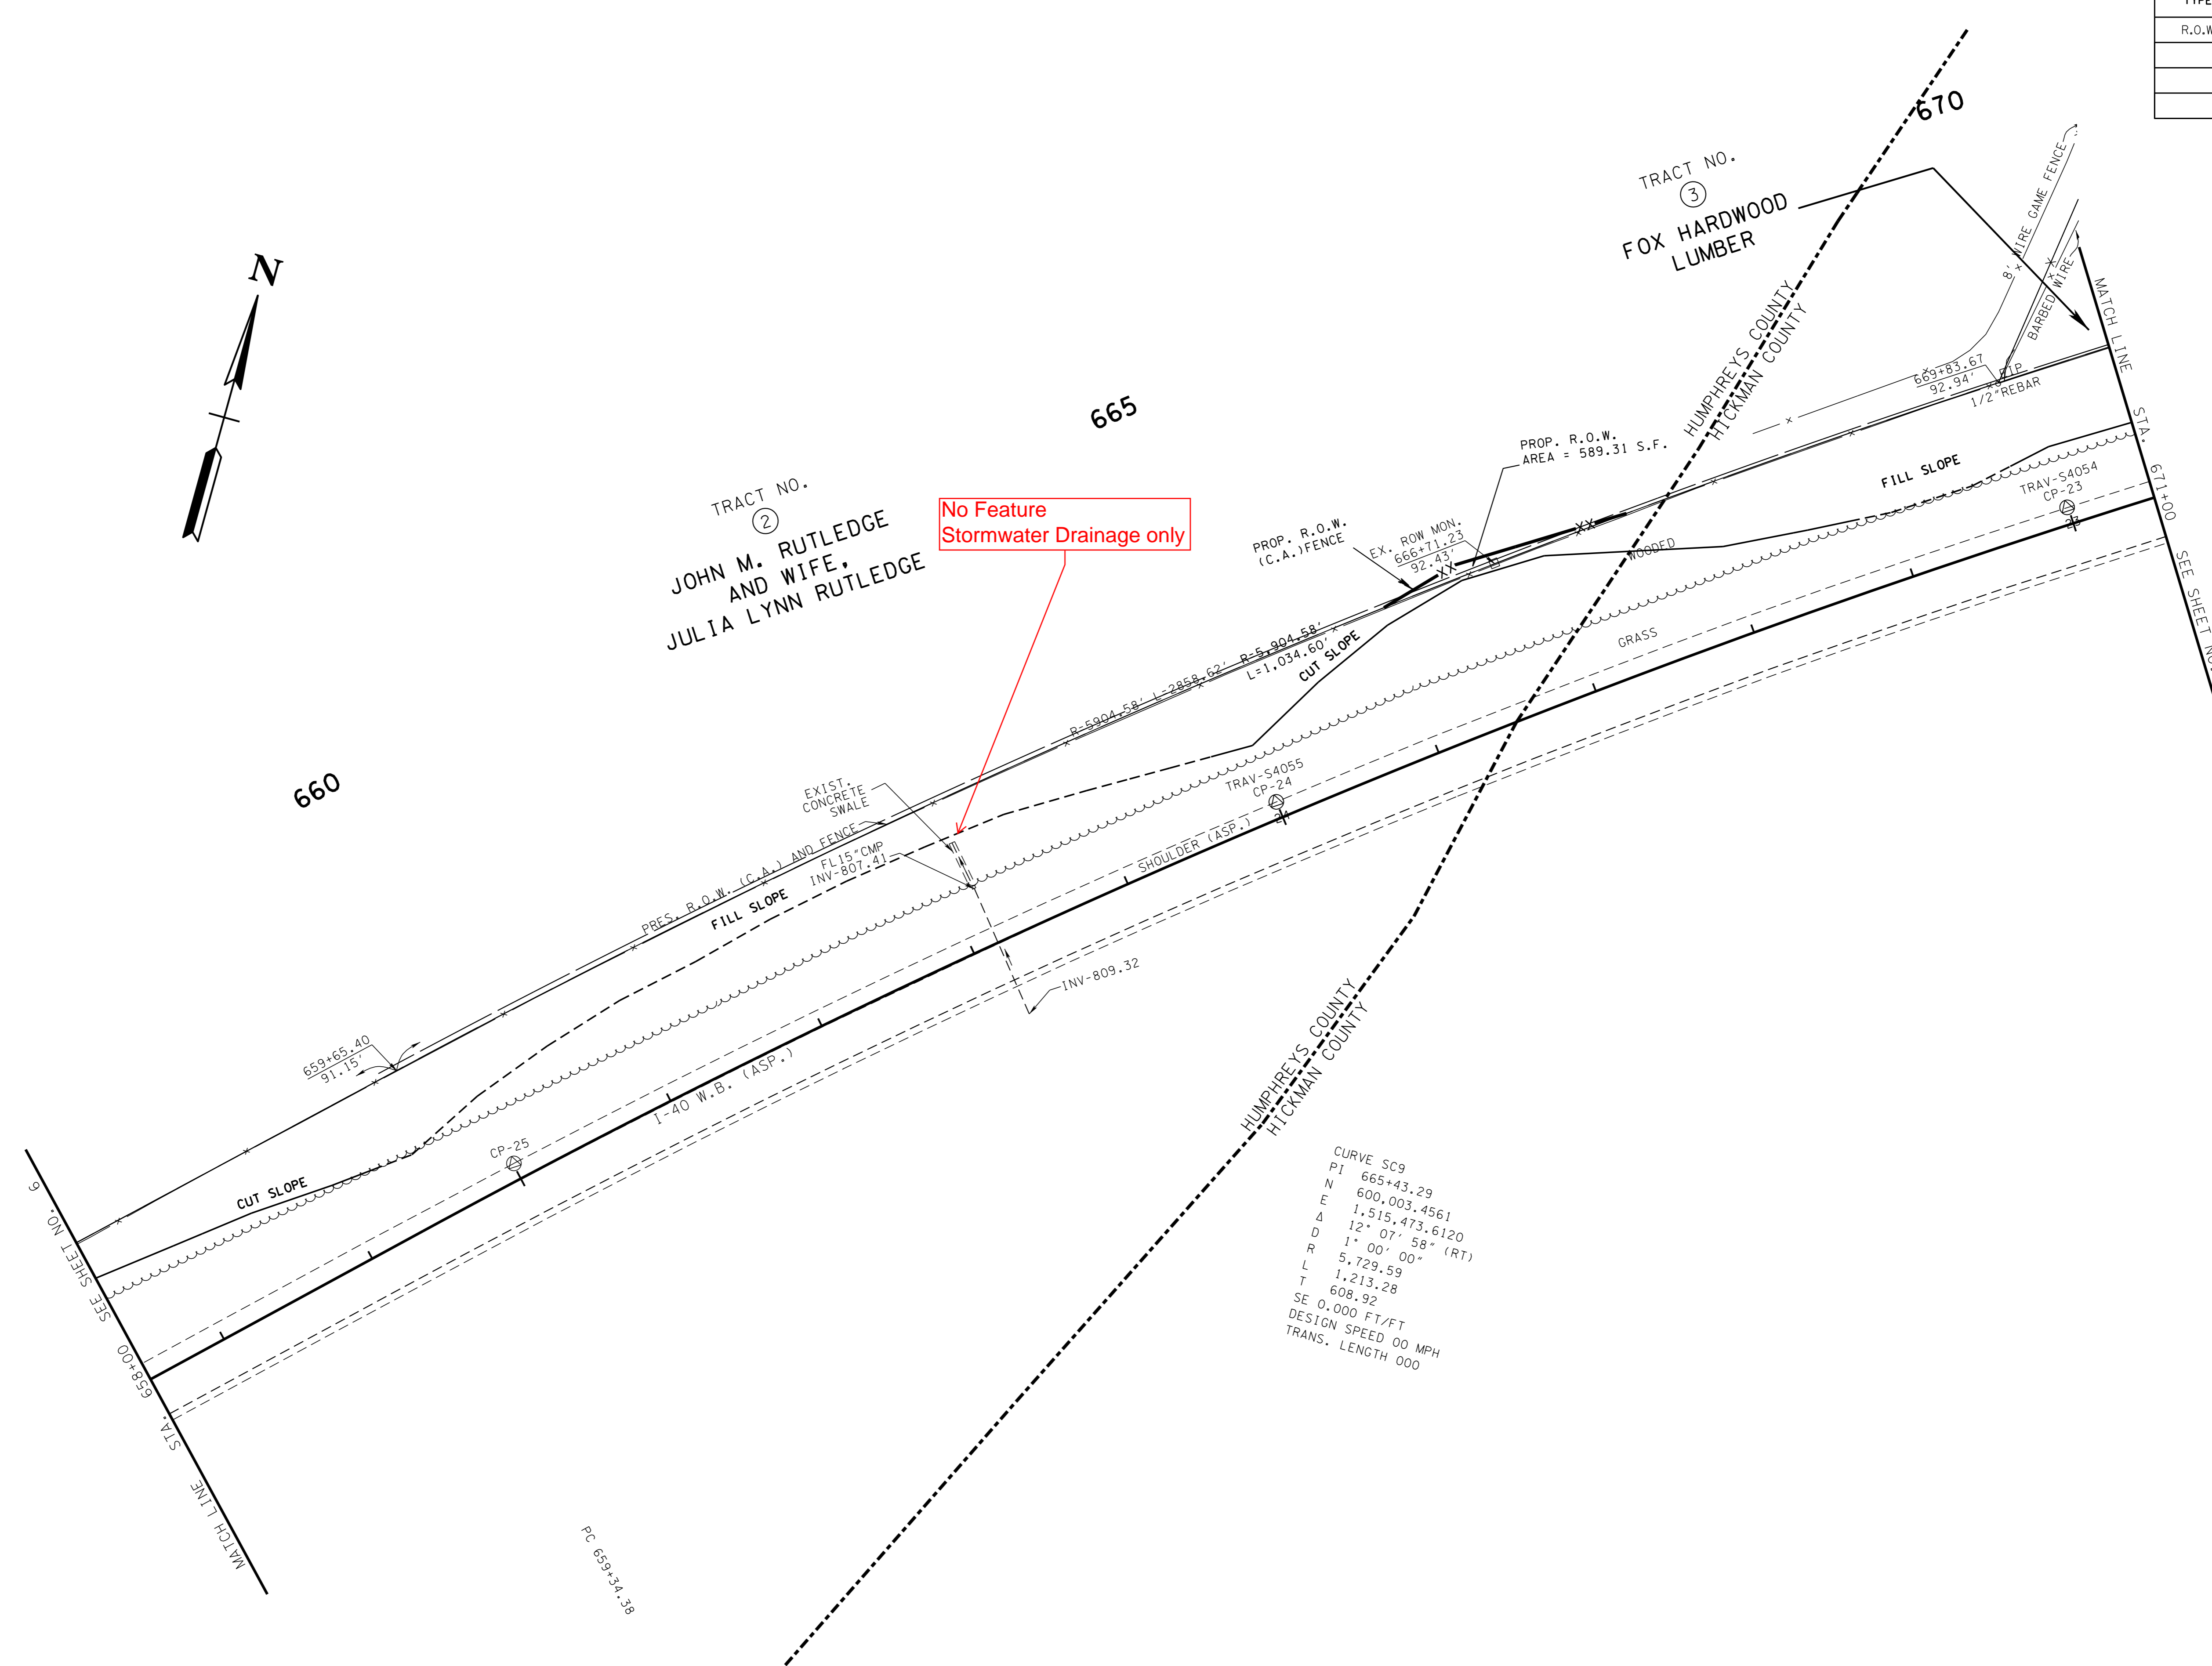 TYPE
R.O.W
N
670
TRACT NO.
3
FOX HARDWOOD
LUMBER
8' WIRE GAME FENCE
BARBED WIRE
MATCH LINE
STA. 671+00
SEE SHEET NO.
HUMPHREYS COUNTY
HICKMAN COUNTY
669+83.67
92.94'
EIP
1/2"REBAR
665
PROP. R.O.W.
AREA = 589.31 S.F.
FILL SLOPE
TRAV-S4054
CP-23
23
TRACT NO.
2
JOHN M. RUTLEDGE
AND WIFE,
JULIA LYNN RUTLEDGE
No Feature
Stormwater Drainage only
PROP. R.O.W.
(C.A.)FENCE
EX. ROW MON.
666+71.23
92.43'
XX
XX
WOODED
GRASS
R-5904.58' L-2858.62'
R-5,904.58'
L=1,034.60'
CUT SLOPE
660
EXIST.
CONCRETE
SWALE
TRAV-S4055
CP-24
24
PRES. R.O.W. (C.A.) AND FENCE
FL15"CMP
INV-807.41
FILL SLOPE
SHOULDER (ASP.)
INV-809.32
659+65.40
91.15'
I-40 W.B. (ASP.)
CP-25
CUT SLOPE
HUMPHREYS COUNTY
HICKMAN COUNTY
CURVE SC9
PI 665+43.29
N 600,003.4561
E 1,515,473.6120
Δ 12° 07' 58" (RT)
D 1° 00' 00"
R 5,729.59
L 1,213.28
T 608.92
SE 0.000 FT/FT
DESIGN SPEED 00 MPH
TRANS. LENGTH 000
MATCH LINE STA. 658+00 SEE SHEET NO. 6
PC 659+34.38